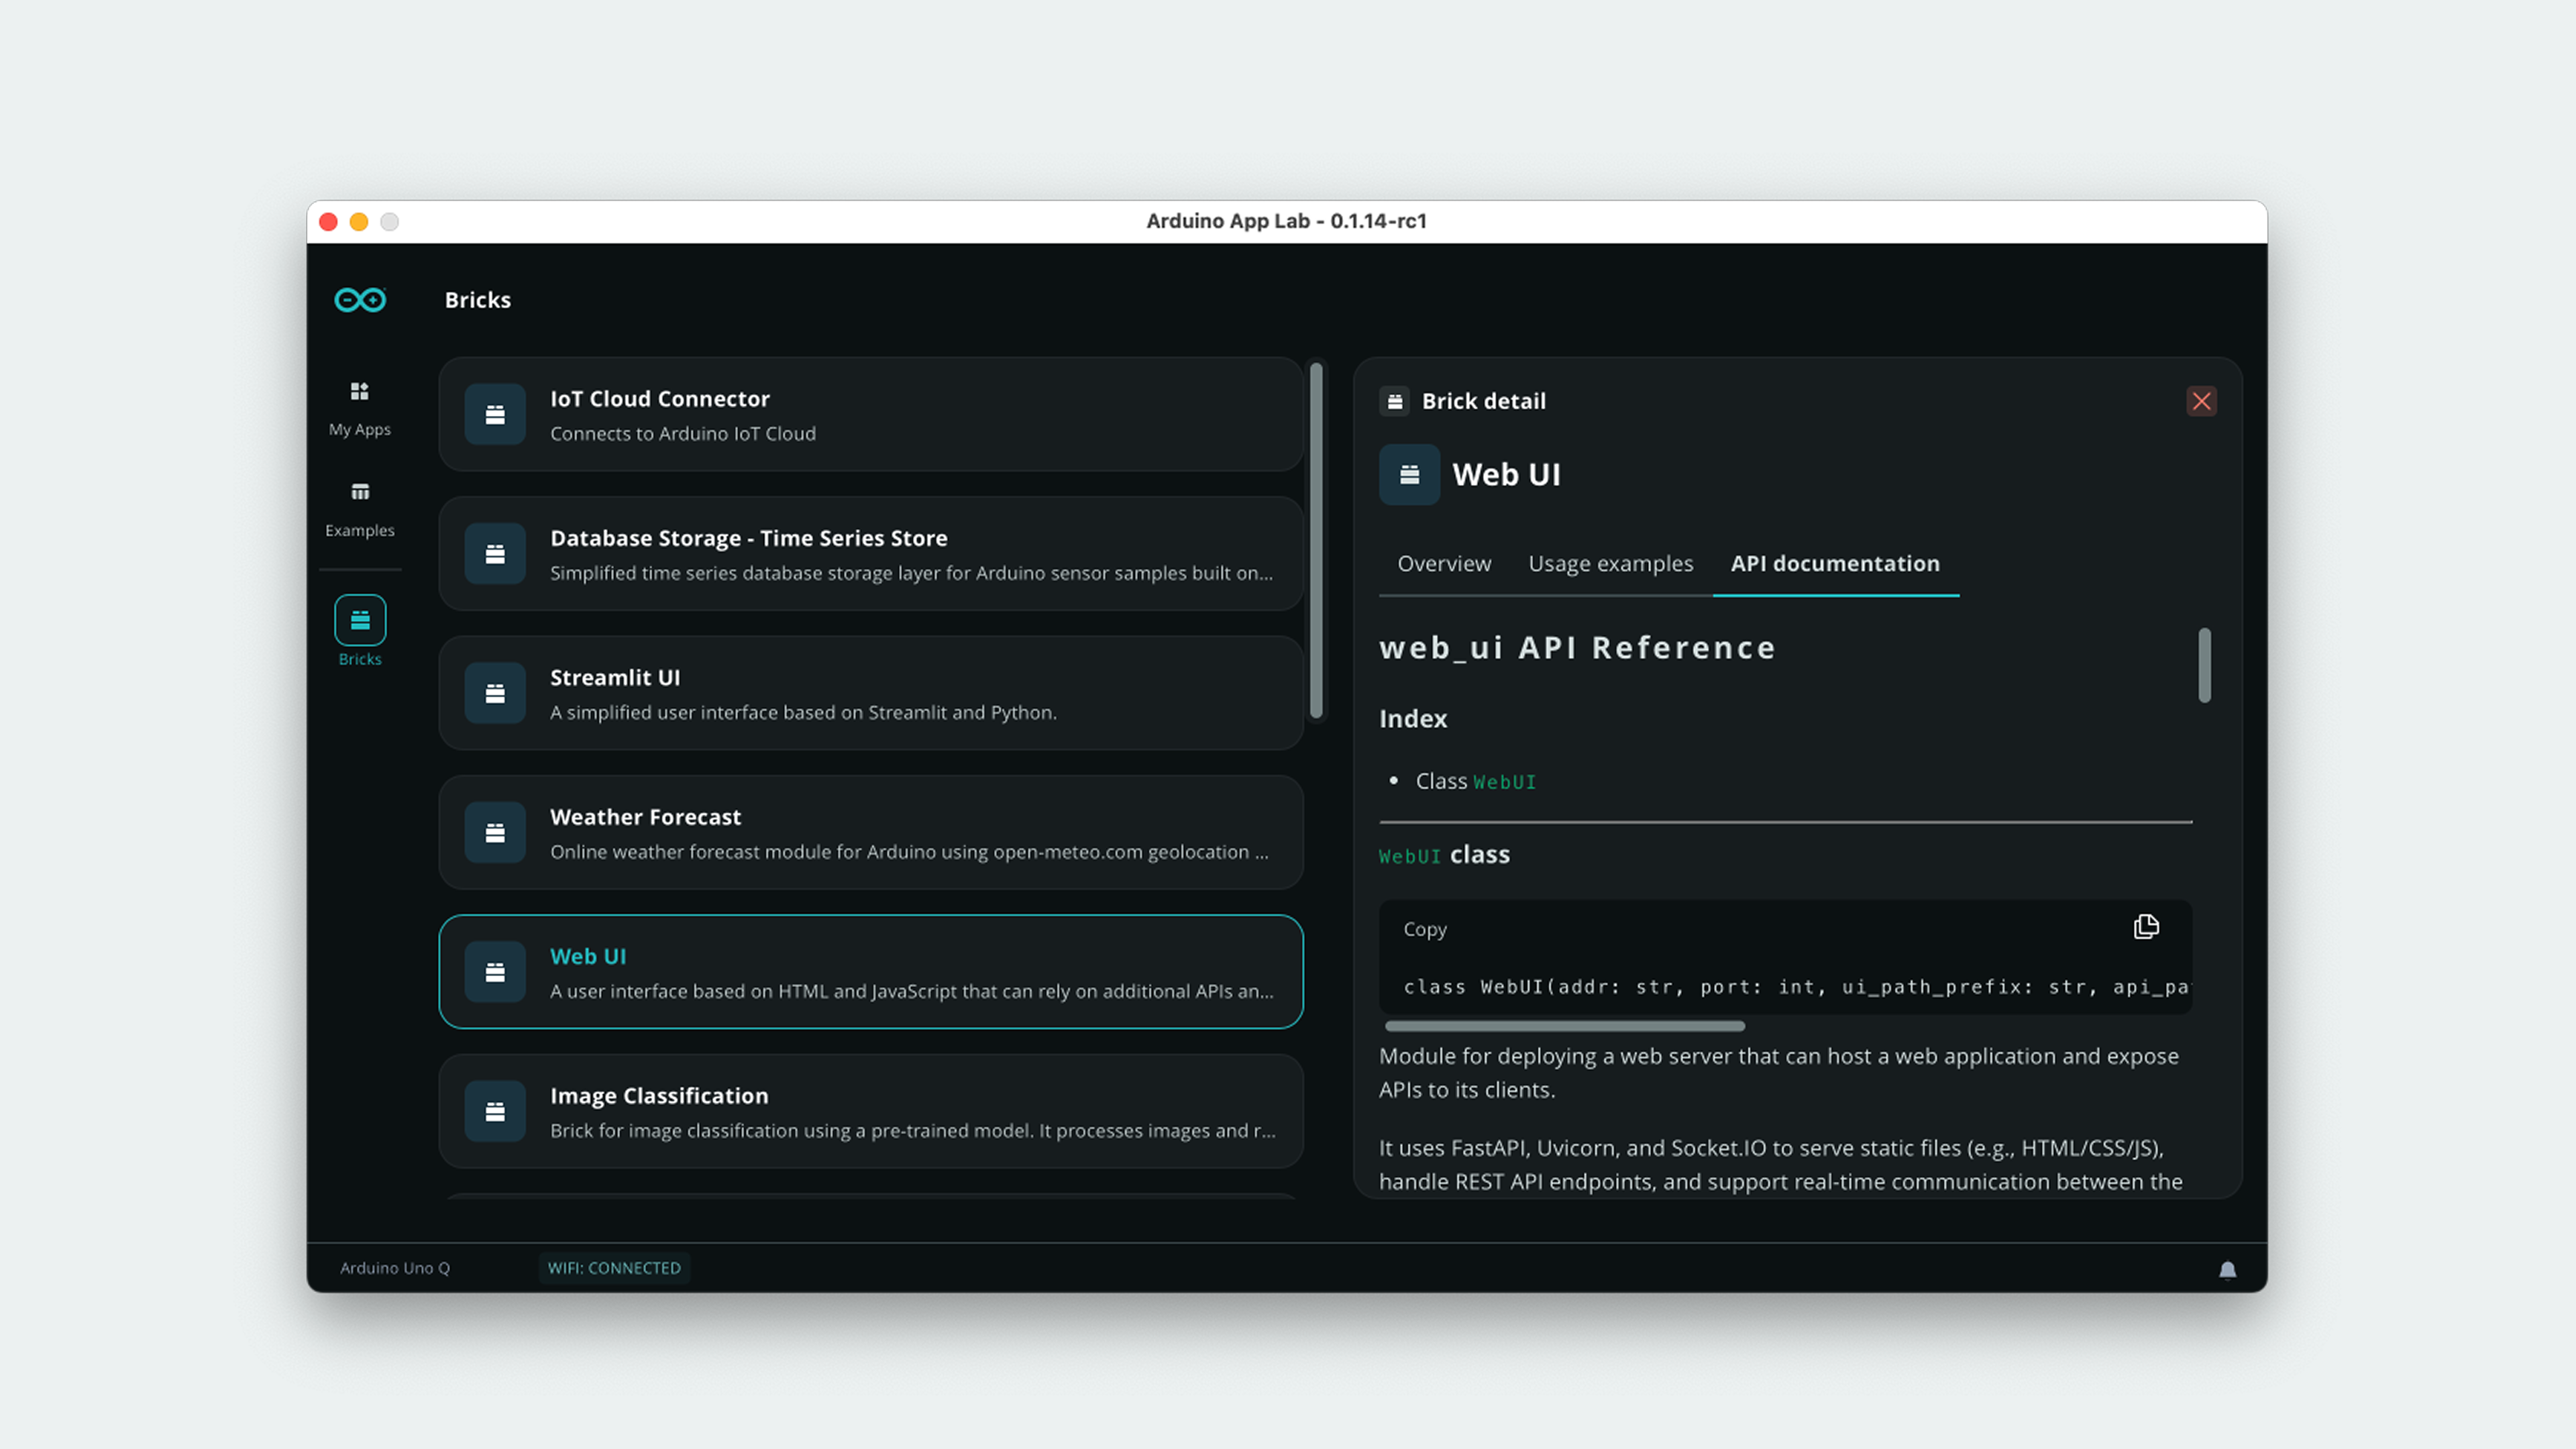 Arduino App Lab - 0.1.14-rc1
Bricks
My Apps
Examples
Bricks
IoT Cloud Connector
Connects to Arduino IoT Cloud
Database Storage - Time Series Store
Simplified time series database storage layer for Arduino sensor samples built on...
Streamlit UI
A simplified user interface based on Streamlit and Python.
Weather Forecast
Online weather forecast module for Arduino using open-meteo.com geolocation ...
Web UI
A user interface based on HTML and JavaScript that can rely on additional APIs an...
Image Classification
Brick for image classification using a pre-trained model. It processes images and r...
Brick detail
Web UI
Overview Usage examples API documentation
web_ui API Reference
Index
• Class WebUI
WebUI class
Copy
class WebUI(addr: str, port: int, ui_path_prefix: str, api_pa
Module for deploying a web server that can host a web application and expose
APIs to its clients.
It uses FastAPI, Uvicorn, and Socket.IO to serve static files (e.g., HTML/CSS/JS),
handle REST API endpoints, and support real-time communication between the
Arduino Uno Q WIFI: CONNECTED